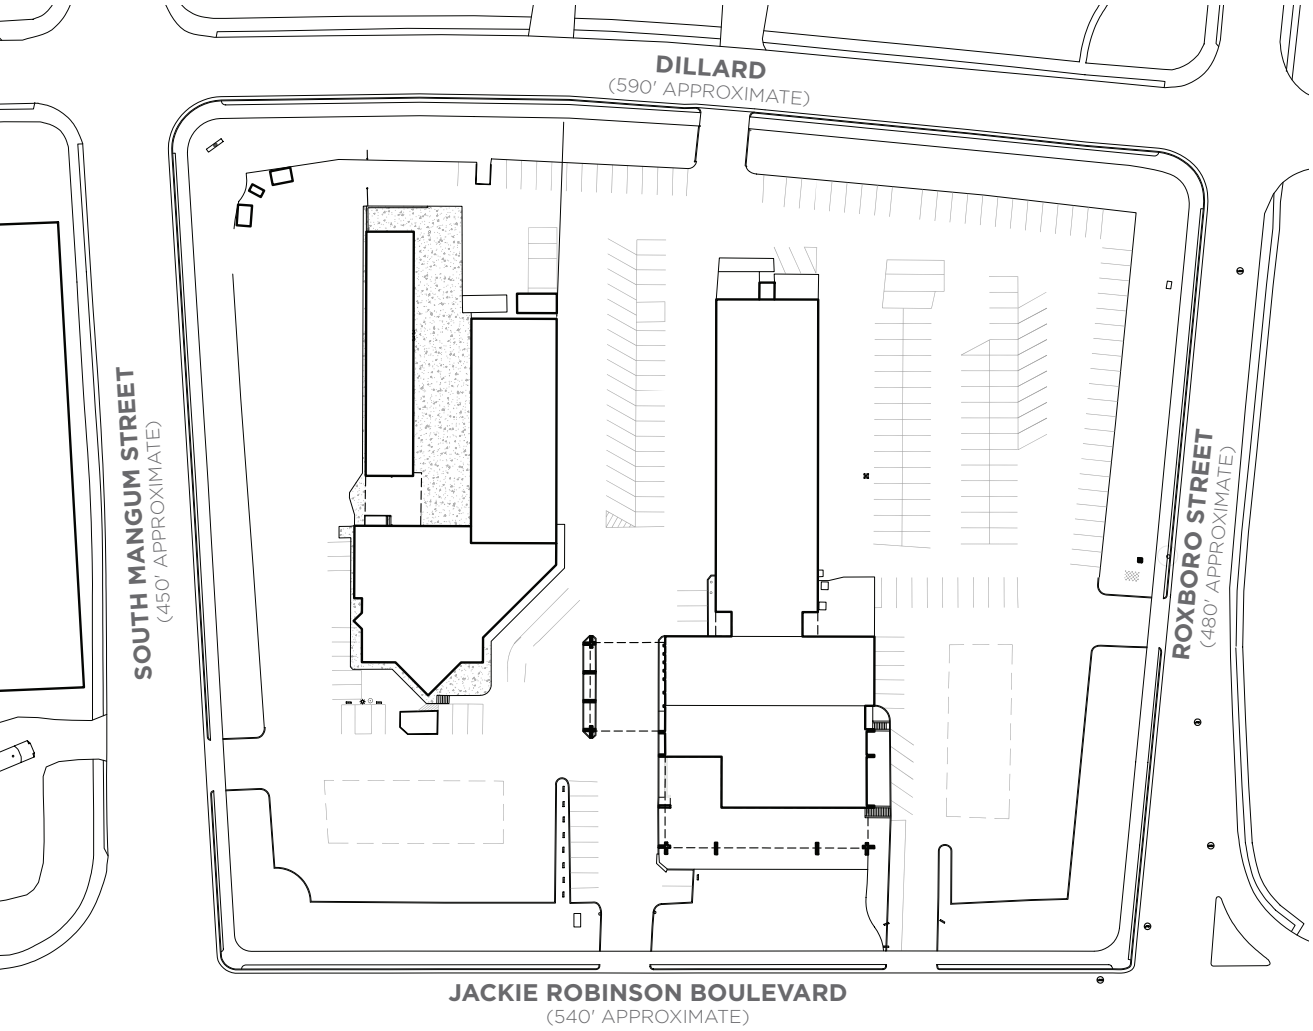 DILLARD
(590' APPROXIMATE)
SOUTH MANGUM STREET
(450' APPROXIMATE)
ROXBORO STREET
(480' APPROXIMATE)
JACKIE ROBINSON BOULEVARD
(540' APPROXIMATE)